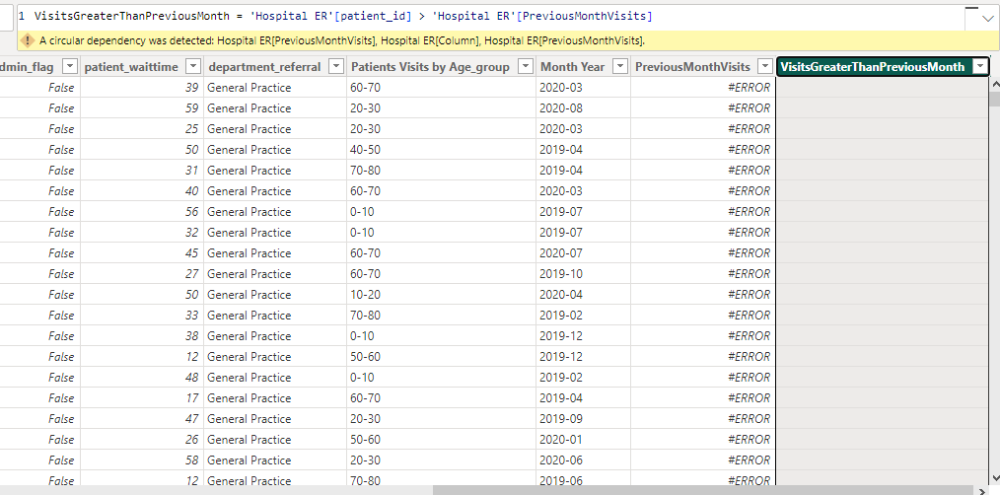 1 VisitsGreaterThanPreviousMonth = 'Hospital ER'[patient_id] > 'Hospital ER'[PreviousMonthVisits]
A circular dependency was detected: Hospital ER[PreviousMonthVisits], Hospital ER[Column], Hospital ER[PreviousMonthVisits].
dmin_flag patient_waittime department_referral Patients Visits by Age_group Month Year PreviousMonthVisits VisitsGreaterThanPreviousMonth
False 39 General Practice 60-70 2020-03 #ERROR
False 59 General Practice 20-30 2020-08 #ERROR
False 25 General Practice 20-30 2020-03 #ERROR
False 50 General Practice 40-50 2019-04 #ERROR
False 31 General Practice 70-80 2019-04 #ERROR
False 40 General Practice 60-70 2020-03 #ERROR
False 56 General Practice 0-10 2019-07 #ERROR
False 32 General Practice 0-10 2019-07 #ERROR
False 45 General Practice 60-70 2020-07 #ERROR
False 27 General Practice 60-70 2019-10 #ERROR
False 50 General Practice 10-20 2020-04 #ERROR
False 33 General Practice 70-80 2019-02 #ERROR
False 38 General Practice 0-10 2019-12 #ERROR
False 12 General Practice 50-60 2019-12 #ERROR
False 48 General Practice 0-10 2019-02 #ERROR
False 17 General Practice 60-70 2019-04 #ERROR
False 47 General Practice 20-30 2019-09 #ERROR
False 26 General Practice 50-60 2020-01 #ERROR
False 58 General Practice 20-30 2020-06 #ERROR
False 12 General Practice 70-80 2019-06 #ERROR